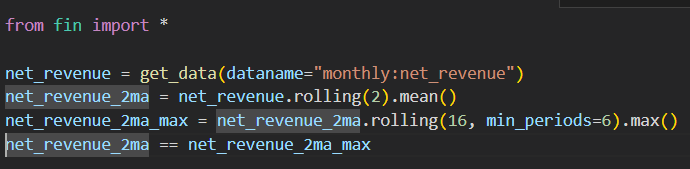 from fin import *
net_revenue = get_data(dataname="monthly:net_revenue")
net_revenue_2ma = net_revenue.rolling(2).mean()
net_revenue_2ma_max = net_revenue_2ma.rolling(16, min_periods=6).max()
net_revenue_2ma == net_revenue_2ma_max